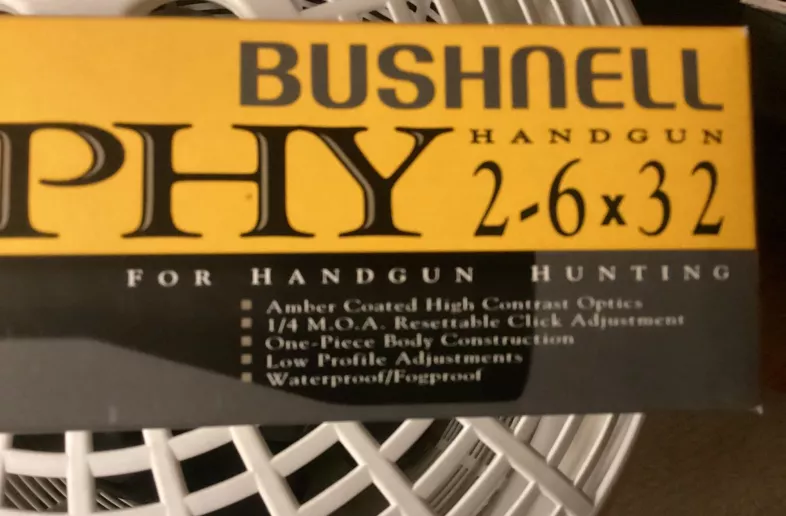 BUSHNELL
PHY HANDGUN
2-6x32
FOR HANDGUN HUNTING
Amber Coated High Contrast Optics
1/4 M.O.A. Resettable Click Adjustment
One-Piece Body Construction
Low Profile Adjustments
Waterproof/Fogproof